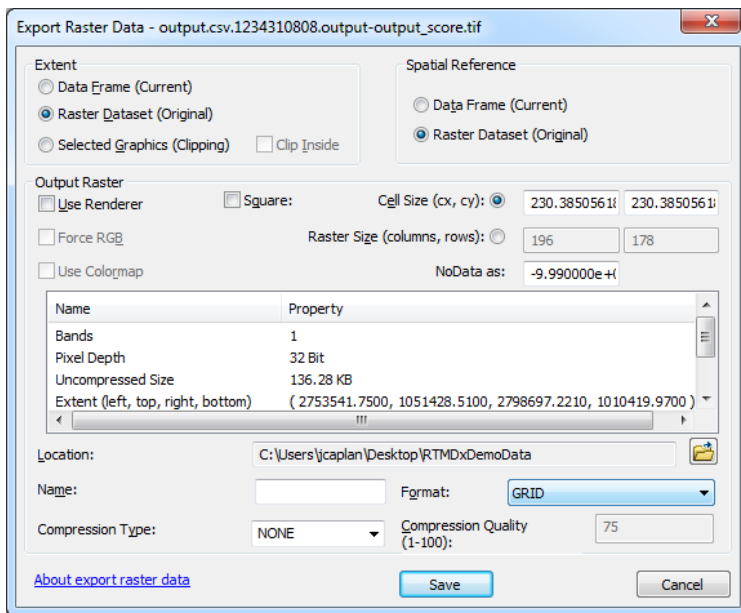 Export Raster Data - output.csv.1234310808.output-output_score.tif
Extent
Data Frame (Current)
Raster Dataset (Original)
Selected Graphics (Clipping)
Clip Inside
Spatial Reference
Data Frame (Current)
Raster Dataset (Original)
Output Raster
Use Renderer
Square:
Cell Size (cx, cy):
230.38505618
230.38505618
Force RGB
Raster Size (columns, rows):
196
178
Use Colormap
NoData as:
-9.990000e+0
Name Property
Bands 1
Pixel Depth 32 Bit
Uncompressed Size 136.28 KB
Extent (left, top, right, bottom) ( 2753541.7500, 1051428.5100, 2798697.2210, 1010419.9700 )
Location:
C:\Users\jcaplan\Desktop\RTMDxDemoData
Name:
Format:
GRID
Compression Type:
NONE
Compression Quality
(1-100):
75
About export raster data
Save
Cancel